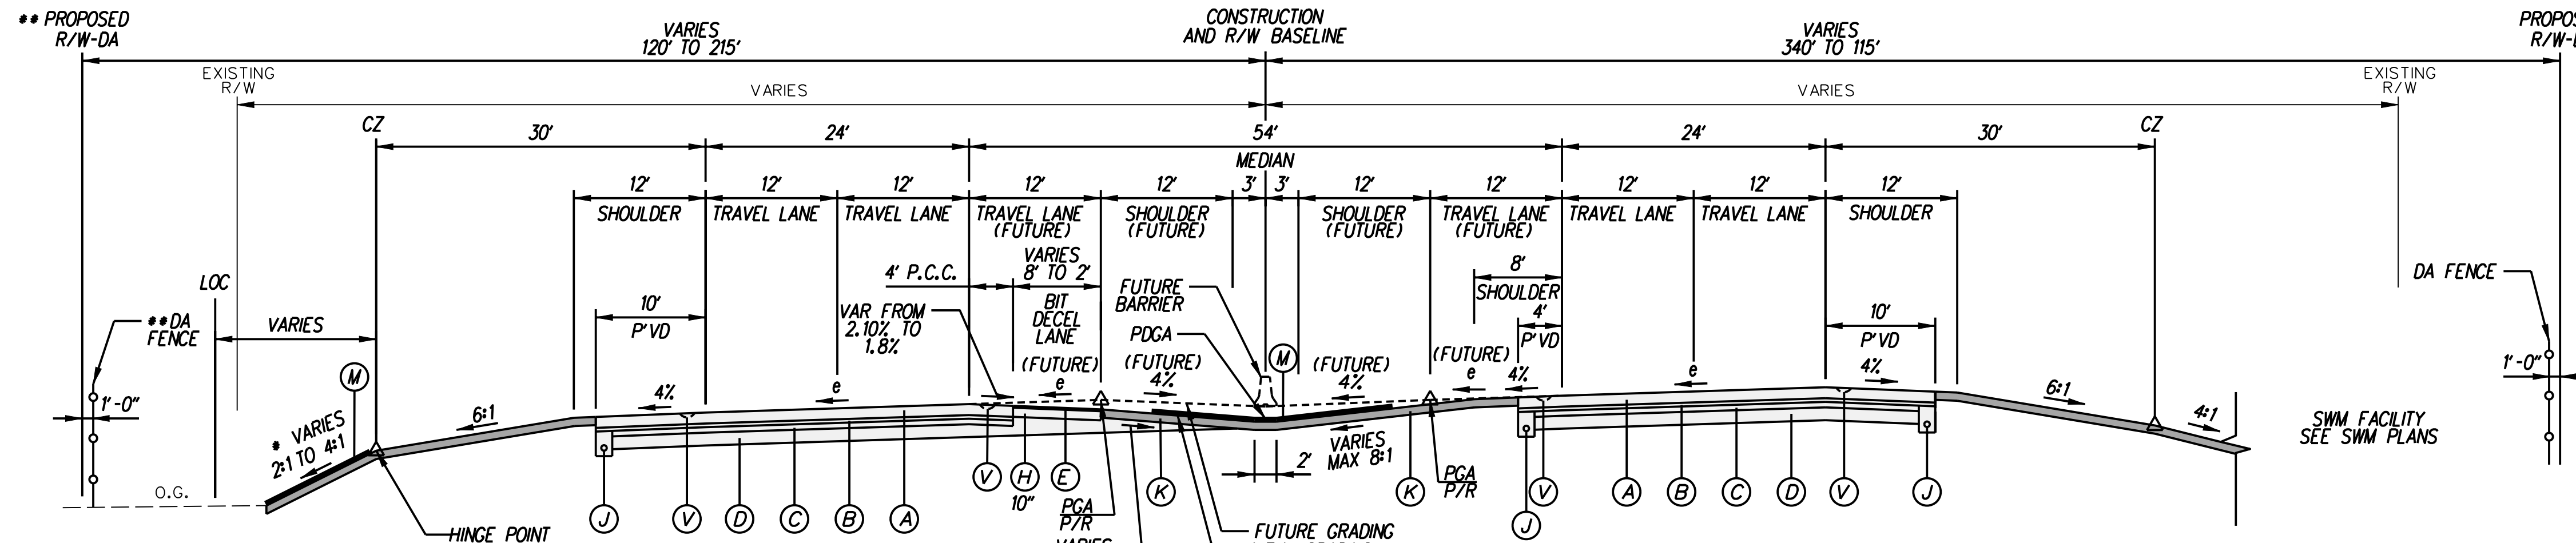 ** PROPOSED
R/W-DA
VARIES
120' TO 215'
CONSTRUCTION
AND R/W BASELINE
VARIES
340' TO 115'
EXISTING
R/W
VARIES
VARIES
EXISTING
R/W
CZ
30'
24'
54'
24'
30'
CZ
MEDIAN
12'
12'
12'
12'
12'
3'
3'
12'
12'
12'
12'
12'
SHOULDER
TRAVEL LANE
TRAVEL LANE
TRAVEL LANE
(FUTURE)
SHOULDER
(FUTURE)
SHOULDER
(FUTURE)
TRAVEL LANE
(FUTURE)
TRAVEL LANE
TRAVEL LANE
SHOULDER
LOC
VARIES
**DA
FENCE
1'-0"
M
* VARIES
2:1 TO 4:1
O.G.
HINGE POINT
6:1
10'
P'VD
4%
e
4' P.C.C.
VARIES
8' TO 2'
BIT
DECEL
LANE
VAR FROM
2.10% TO
1.8%
(FUTURE)
e
(FUTURE)
4%
FUTURE
BARRIER
PDGA
M
(FUTURE)
4%
(FUTURE)
e
8'
SHOULDER
4'
P'VD
4%
e
10'
P'VD
4%
6:1
4:1
DA FENCE
1'-0"
SWM FACILITY
SEE SWM PLANS
J
V
D
C
B
A
V
H
10"
E
PGA
P/R
K
2'
VARIES
MAX 8:1
K
PGA
P/R
J
V
A
B
C
D
V
J
FUTURE GRADING